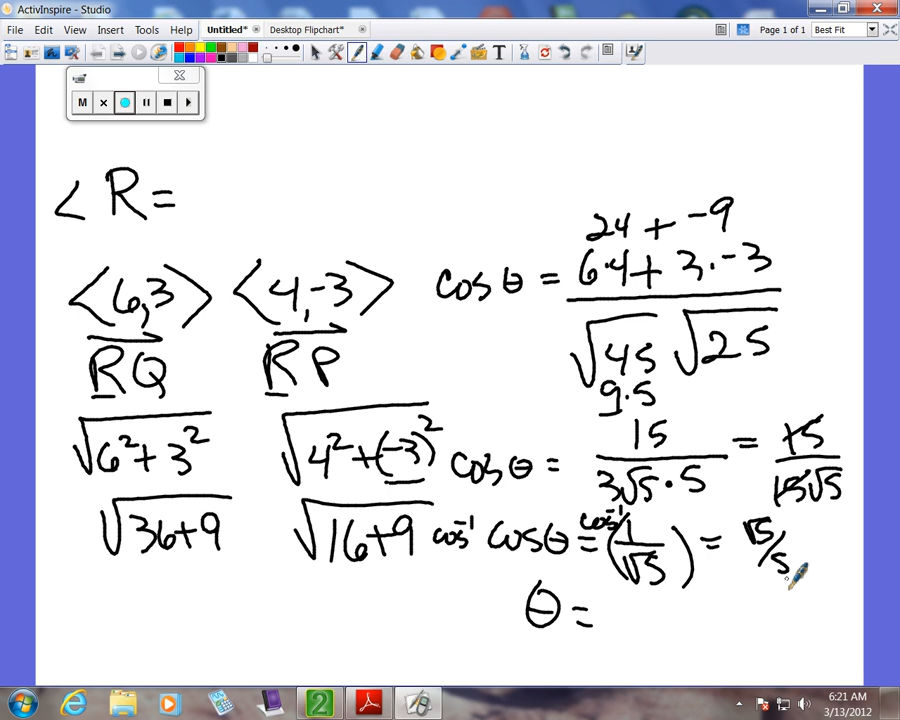 ActivInspire - Studio
File Edit View Insert Tools Untitled* Desktop Flipchart* Page 1 of 1 Best Fit
M
< R =
24 + -9
cos θ = 6·4 + 3·-3
<6,3> <4,-3>
√45 √25
RQ RP
9·5
√6²+3² √4²+(-3)²
cos θ = 15 / 3√5·5 = 15 / 15√5
√36+9 √16+9
cos⁻¹ cos θ = cos⁻¹(1/√5) = √5/5
θ =
2
6:21 AM
3/13/2012